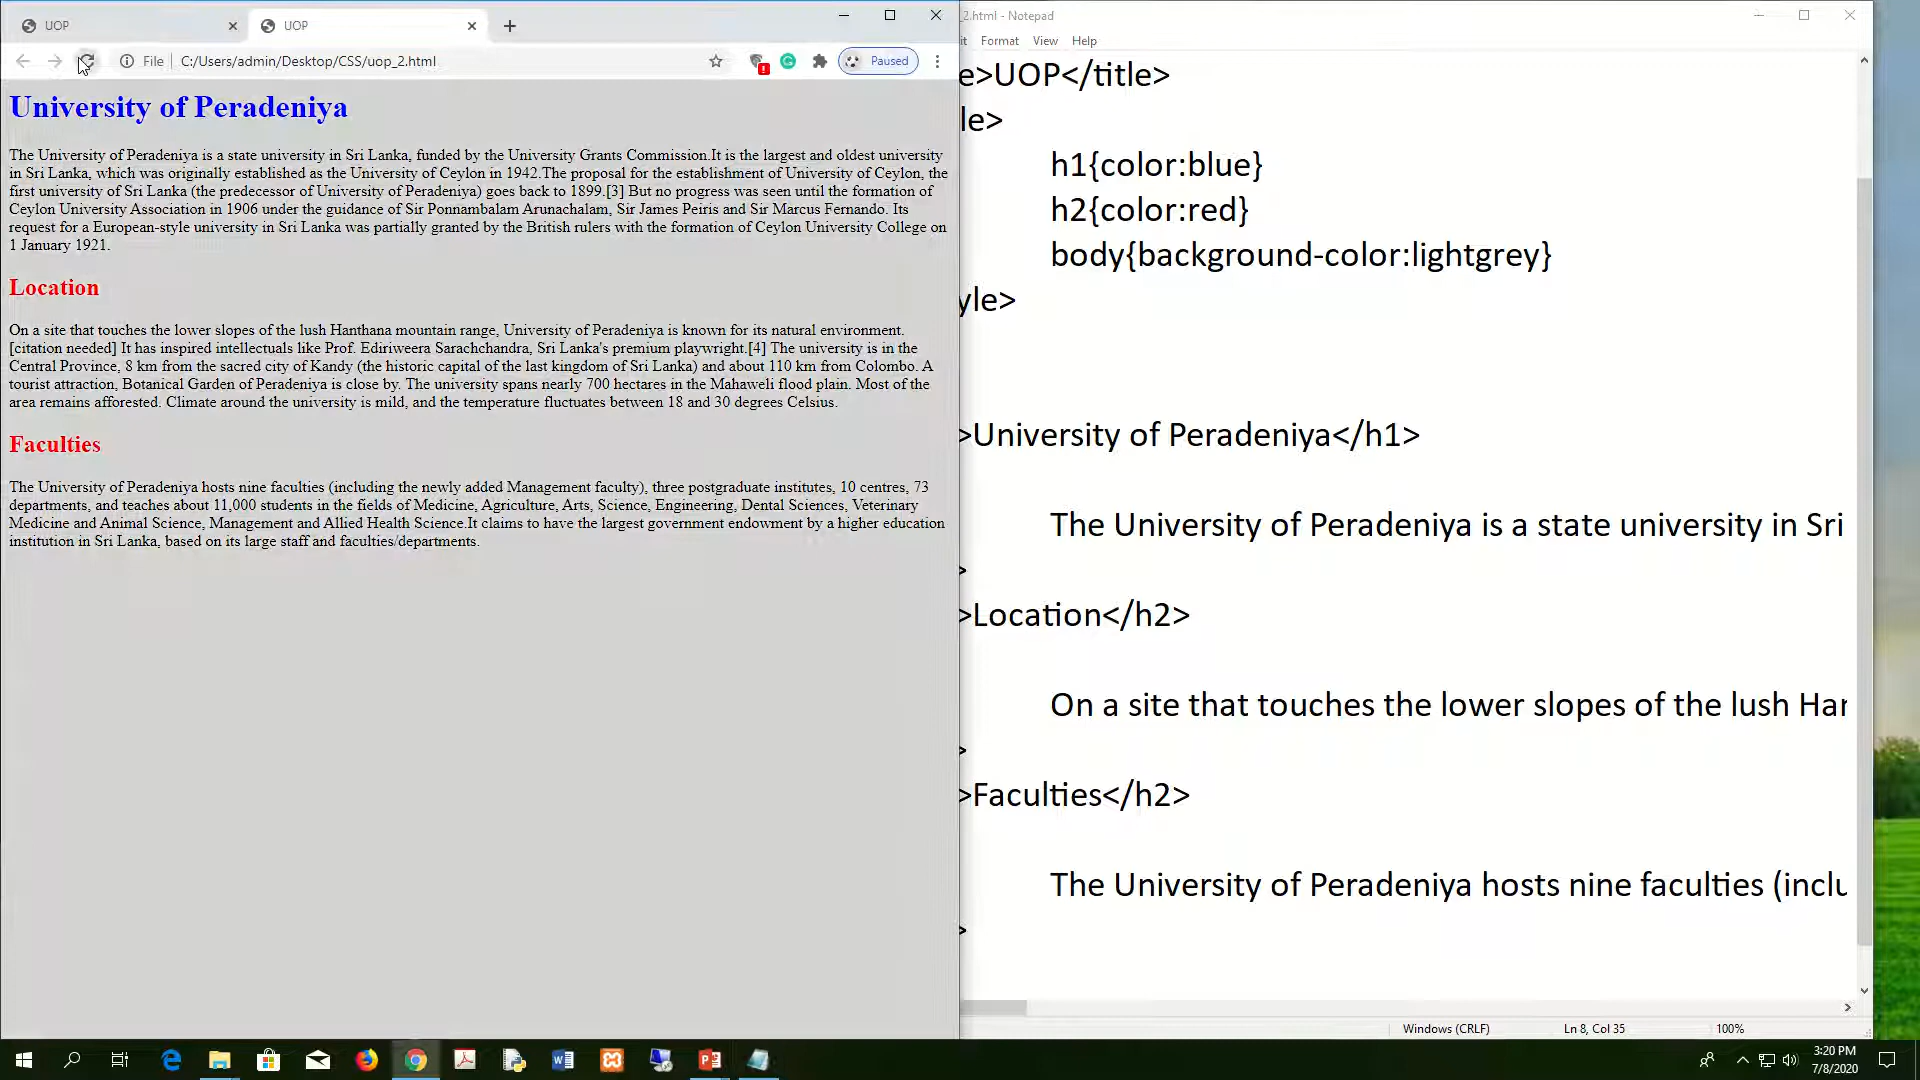 UOP
UOP
File
C:/Users/admin/Desktop/CSS/uop_2.html
Paused
University of Peradeniya
The University of Peradeniya is a state university in Sri Lanka, funded by the University Grants Commission.It is the largest and oldest university
in Sri Lanka, which was originally established as the University of Ceylon in 1942.The proposal for the establishment of University of Ceylon, the
first university of Sri Lanka (the predecessor of University of Peradeniya) goes back to 1899.[3] But no progress was seen until the formation of
Ceylon University Association in 1906 under the guidance of Sir Ponnambalam Arunachalam, Sir James Peiris and Sir Marcus Fernando. Its
request for a European-style university in Sri Lanka was partially granted by the British rulers with the formation of Ceylon University College on
1 January 1921.
Location
On a site that touches the lower slopes of the lush Hanthana mountain range, University of Peradeniya is known for its natural environment.
[citation needed] It has inspired intellectuals like Prof. Ediriweera Sarachchandra, Sri Lanka's premium playwright.[4] The university is in the
Central Province, 8 km from the sacred city of Kandy (the historic capital of the last kingdom of Sri Lanka) and about 110 km from Colombo. A
tourist attraction, Botanical Garden of Peradeniya is close by. The university spans nearly 700 hectares in the Mahaweli flood plain. Most of the
area remains afforested. Climate around the university is mild, and the temperature fluctuates between 18 and 30 degrees Celsius.
Faculties
The University of Peradeniya hosts nine faculties (including the newly added Management faculty), three postgraduate institutes, 10 centres, 73
departments, and teaches about 11,000 students in the fields of Medicine, Agriculture, Arts, Science, Engineering, Dental Sciences, Veterinary
Medicine and Animal Science, Management and Allied Health Science.It claims to have the largest government endowment by a higher education
institution in Sri Lanka, based on its large staff and faculties/departments.
_2.html - Notepad
it Format View Help
e>UOP</title>
le>
h1{color:blue}
h2{color:red}
body{background-color:lightgrey}
yle>
>University of Peradeniya</h1>
The University of Peradeniya is a state university in Sri
>
>Location</h2>
On a site that touches the lower slopes of the lush Har
>
>Faculties</h2>
The University of Peradeniya hosts nine faculties (inclu
>
Windows (CRLF)
Ln 8, Col 35
100%
3:20 PM
7/8/2020